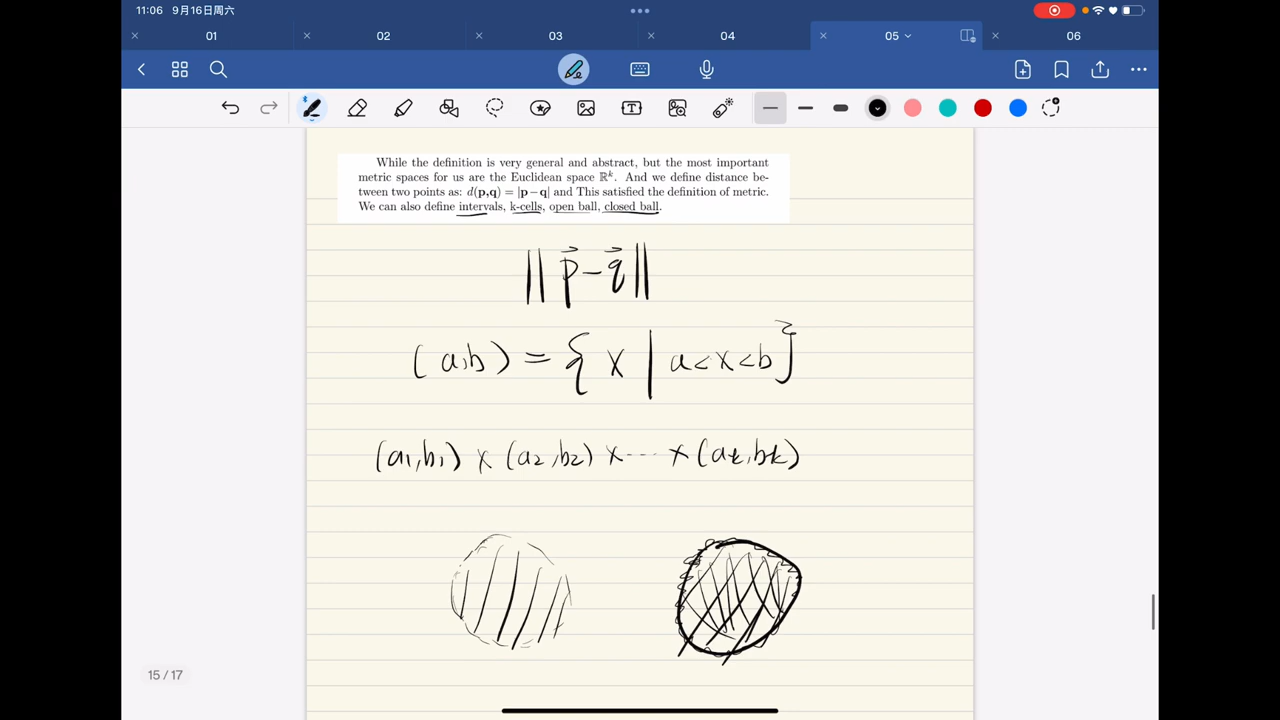 11:06 9月16日周六
01 02 03 04 05 06
While the definition is very general and abstract, but the most important
metric spaces for us are the Euclidean space ℝᵏ. And we define distance be-
tween two points as: d(p,q) = |p − q| and This satisfied the definition of metric.
We can also define intervals, k-cells, open ball, closed ball.
‖p⃗ − q⃗‖
(a,b) = {x | a<x<b}
(a₁,b₁) × (a₂,b₂) × ··· × (aₖ,bₖ)
15 / 17